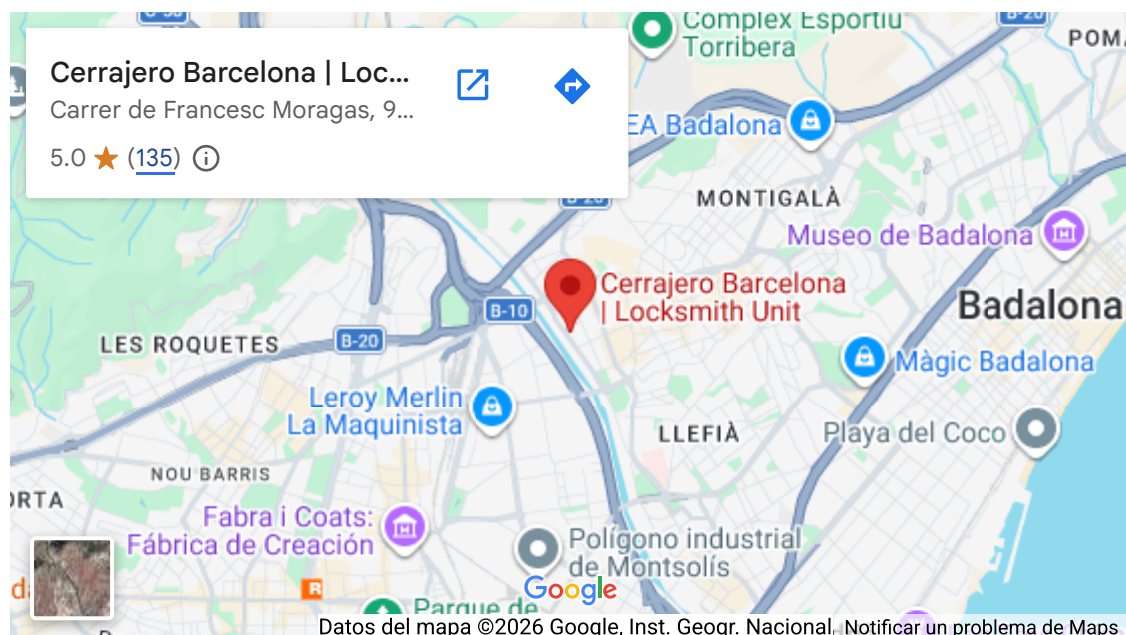 Cerrajero Barcelona | Loc...
Carrer de Francesc Moragas, 9...
5.0 ★ (135)
Complex Esportiu
Torribera
B-20
POM
EA Badalona
B-20
MONTIGALÀ
Museo de Badalona
Cerrajero Barcelona
| Locksmith Unit
Badalona
B-10
LES ROQUETES
B-20
Màgic Badalona
Leroy Merlin
La Maquinista
LLEFIÀ
Playa del Coco
NOU BARRIS
ORTA
Fabra i Coats:
Fábrica de Creación
Polígono industrial
de Montsolís
Google
R
Parque de
Datos del mapa ©2026 Google, Inst. Geogr. Nacional
Notificar un problema de Maps